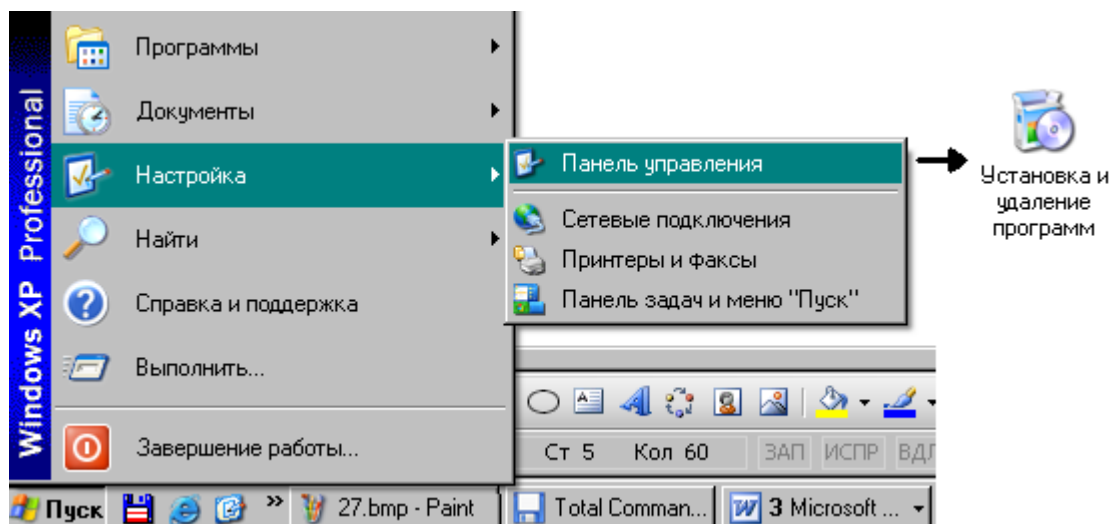 Windows XP Professional
Программы
Документы
Настройка
Найти
Справка и поддержка
Выполнить...
Завершение работы...
Панель управления
Сетевые подключения
Принтеры и факсы
Панель задач и меню "Пуск"
Установка и
удаление
программ
Ст 5 Кол 60 ЗАП ИСПР ВДЛ
Пуск » 27.bmp - Paint Total Comman... 3 Microsoft ...